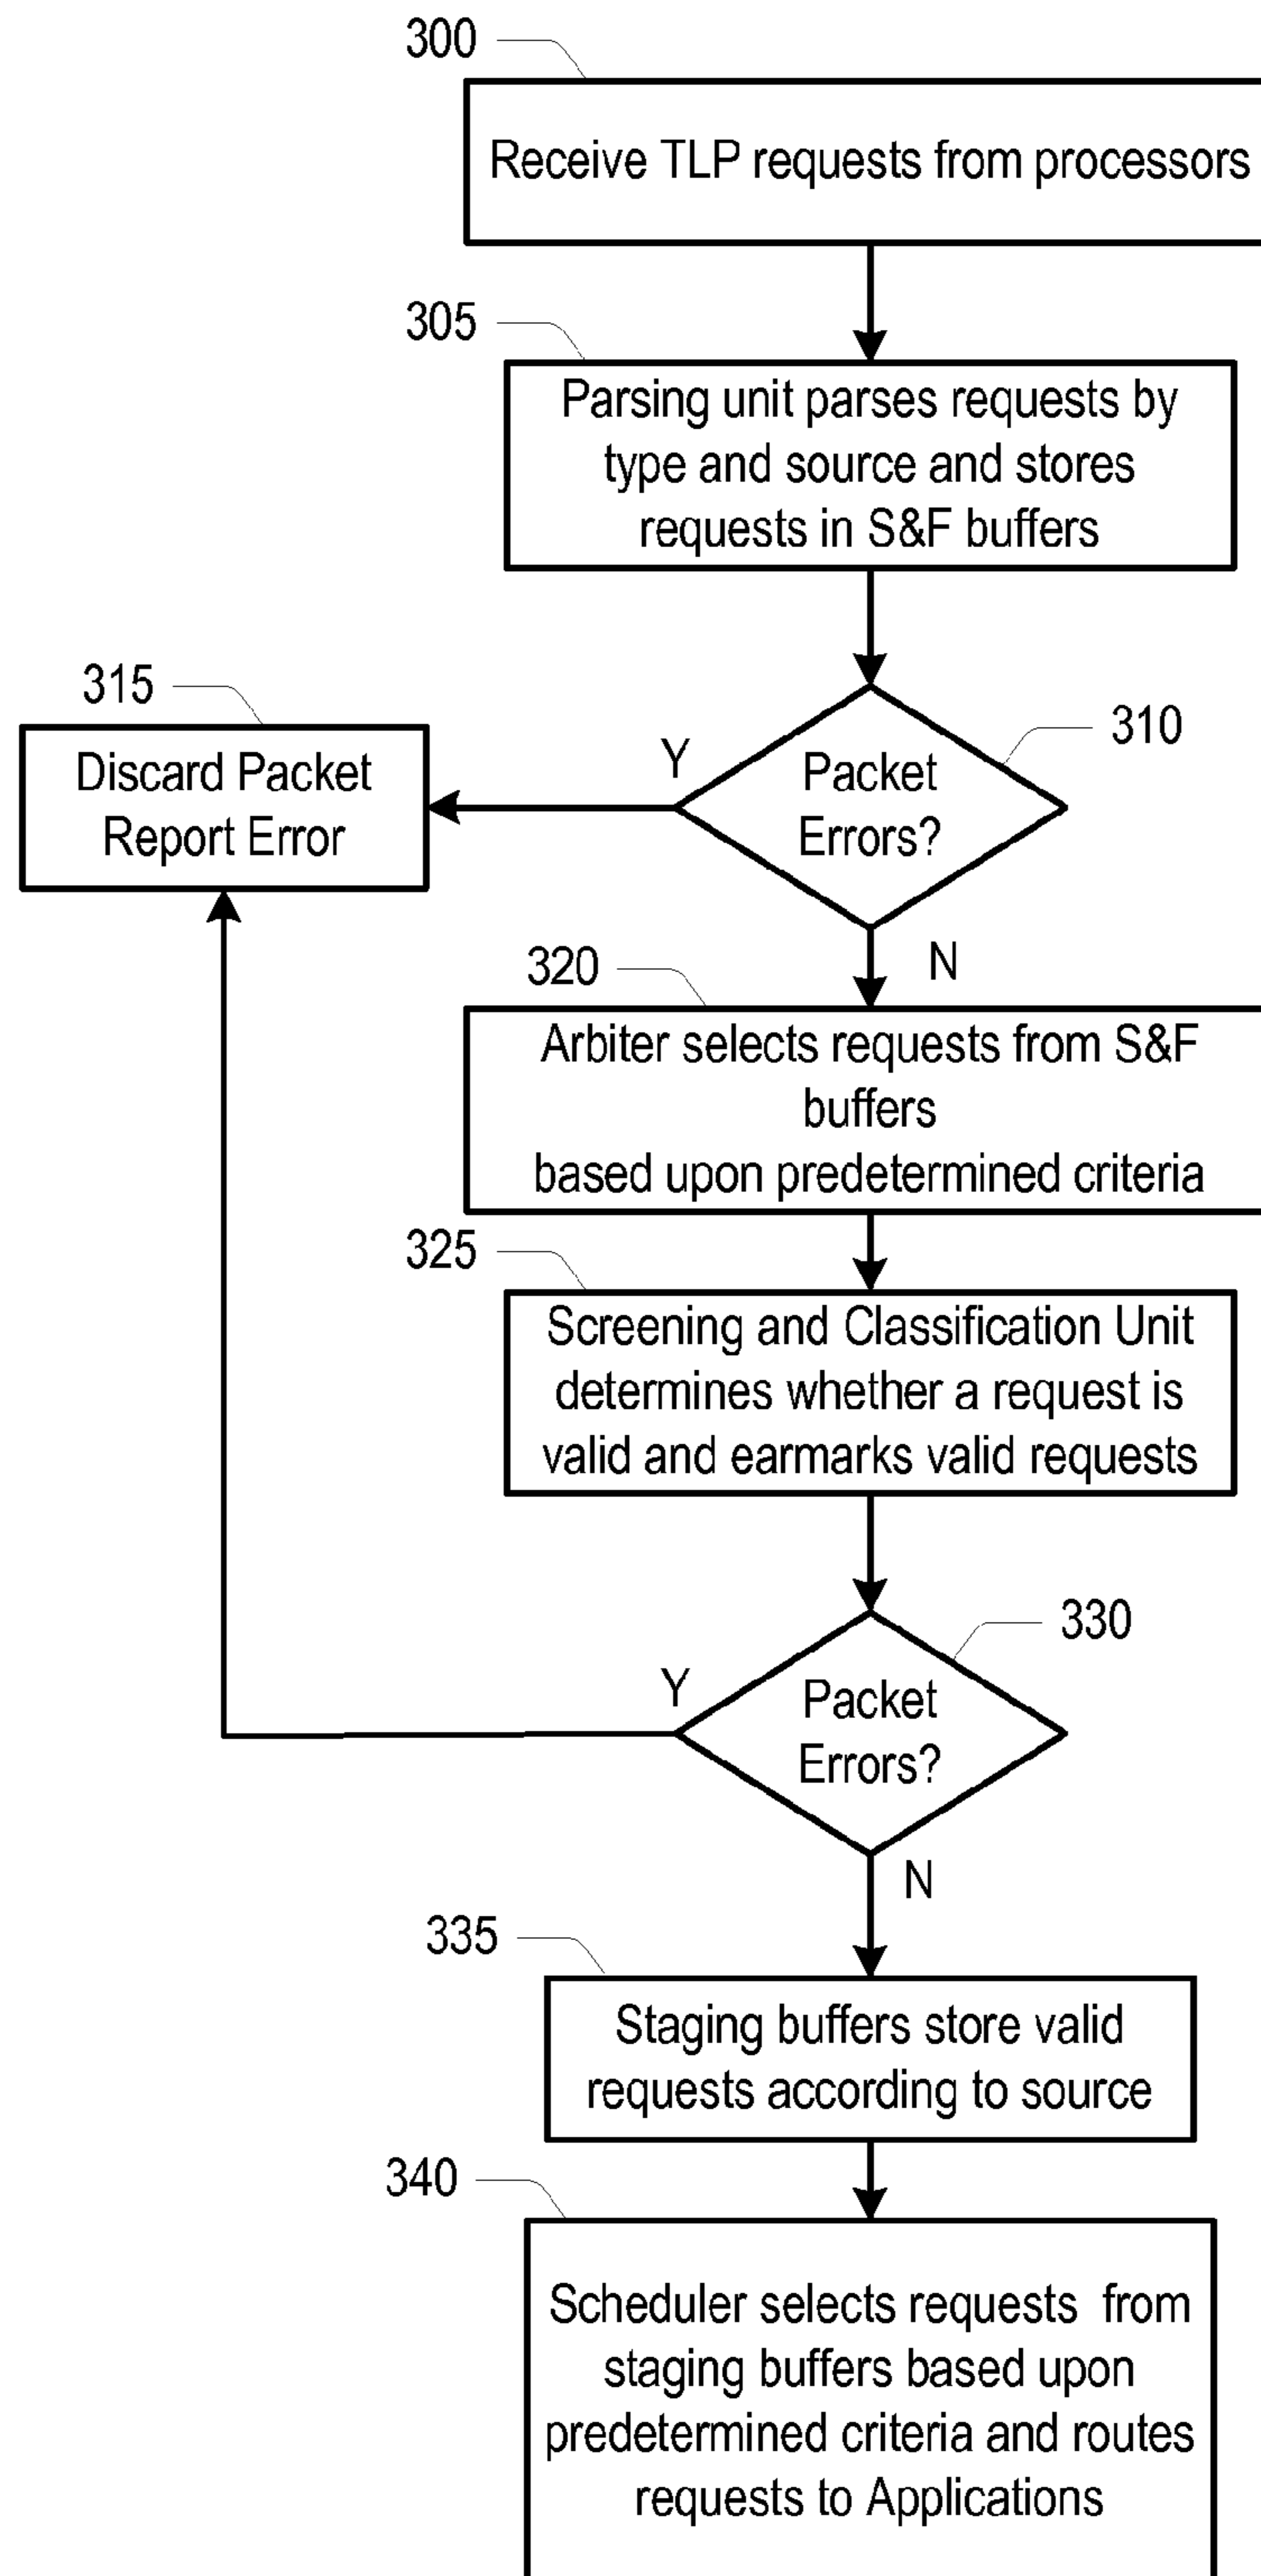 300
Receive TLP requests from processors
305
Parsing unit parses requests by
type and source and stores
requests in S&F buffers
315
Discard Packet
Report Error
Y
Packet
Errors?
310
N
320
Arbiter selects requests from S&F
buffers
based upon predetermined criteria
325
Screening and Classification Unit
determines whether a request is
valid and earmarks valid requests
330
Y
Packet
Errors?
N
335
Staging buffers store valid
requests according to source
340
Scheduler selects requests from
staging buffers based upon
predetermined criteria and routes
requests to Applications